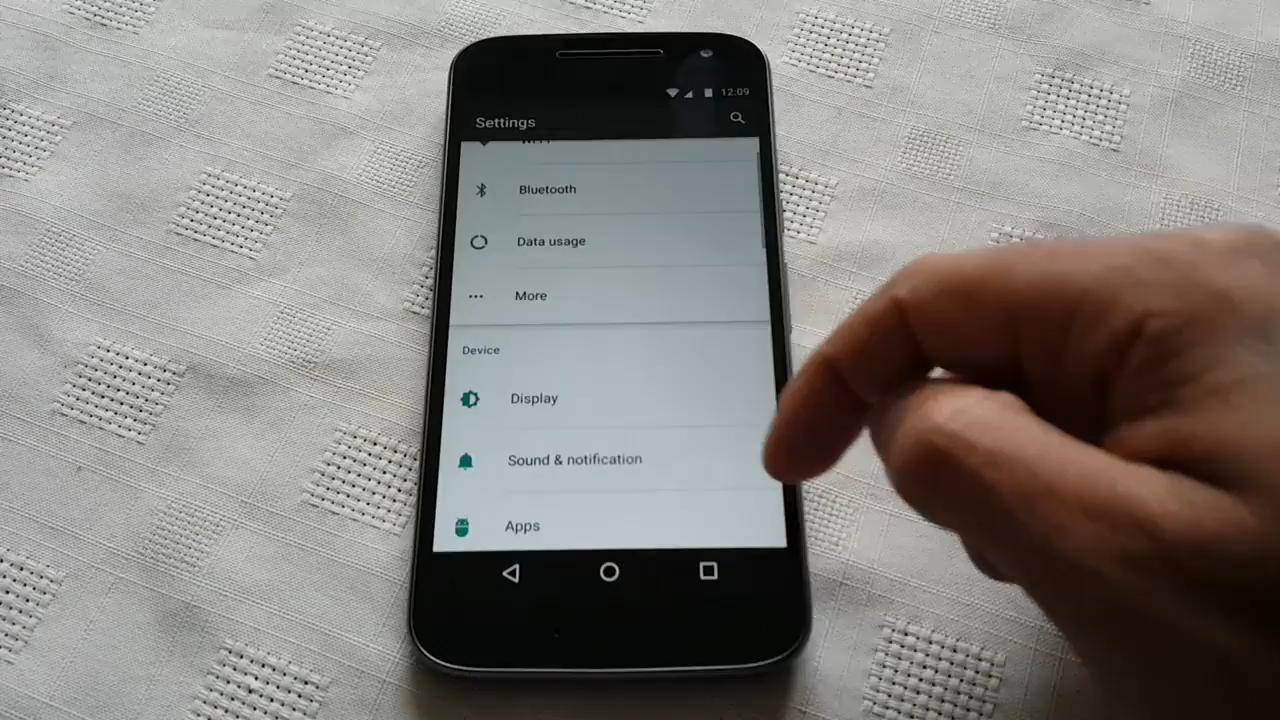 12:09
Settings
Bluetooth
Data usage
More
Device
Display
Sound & notification
Apps